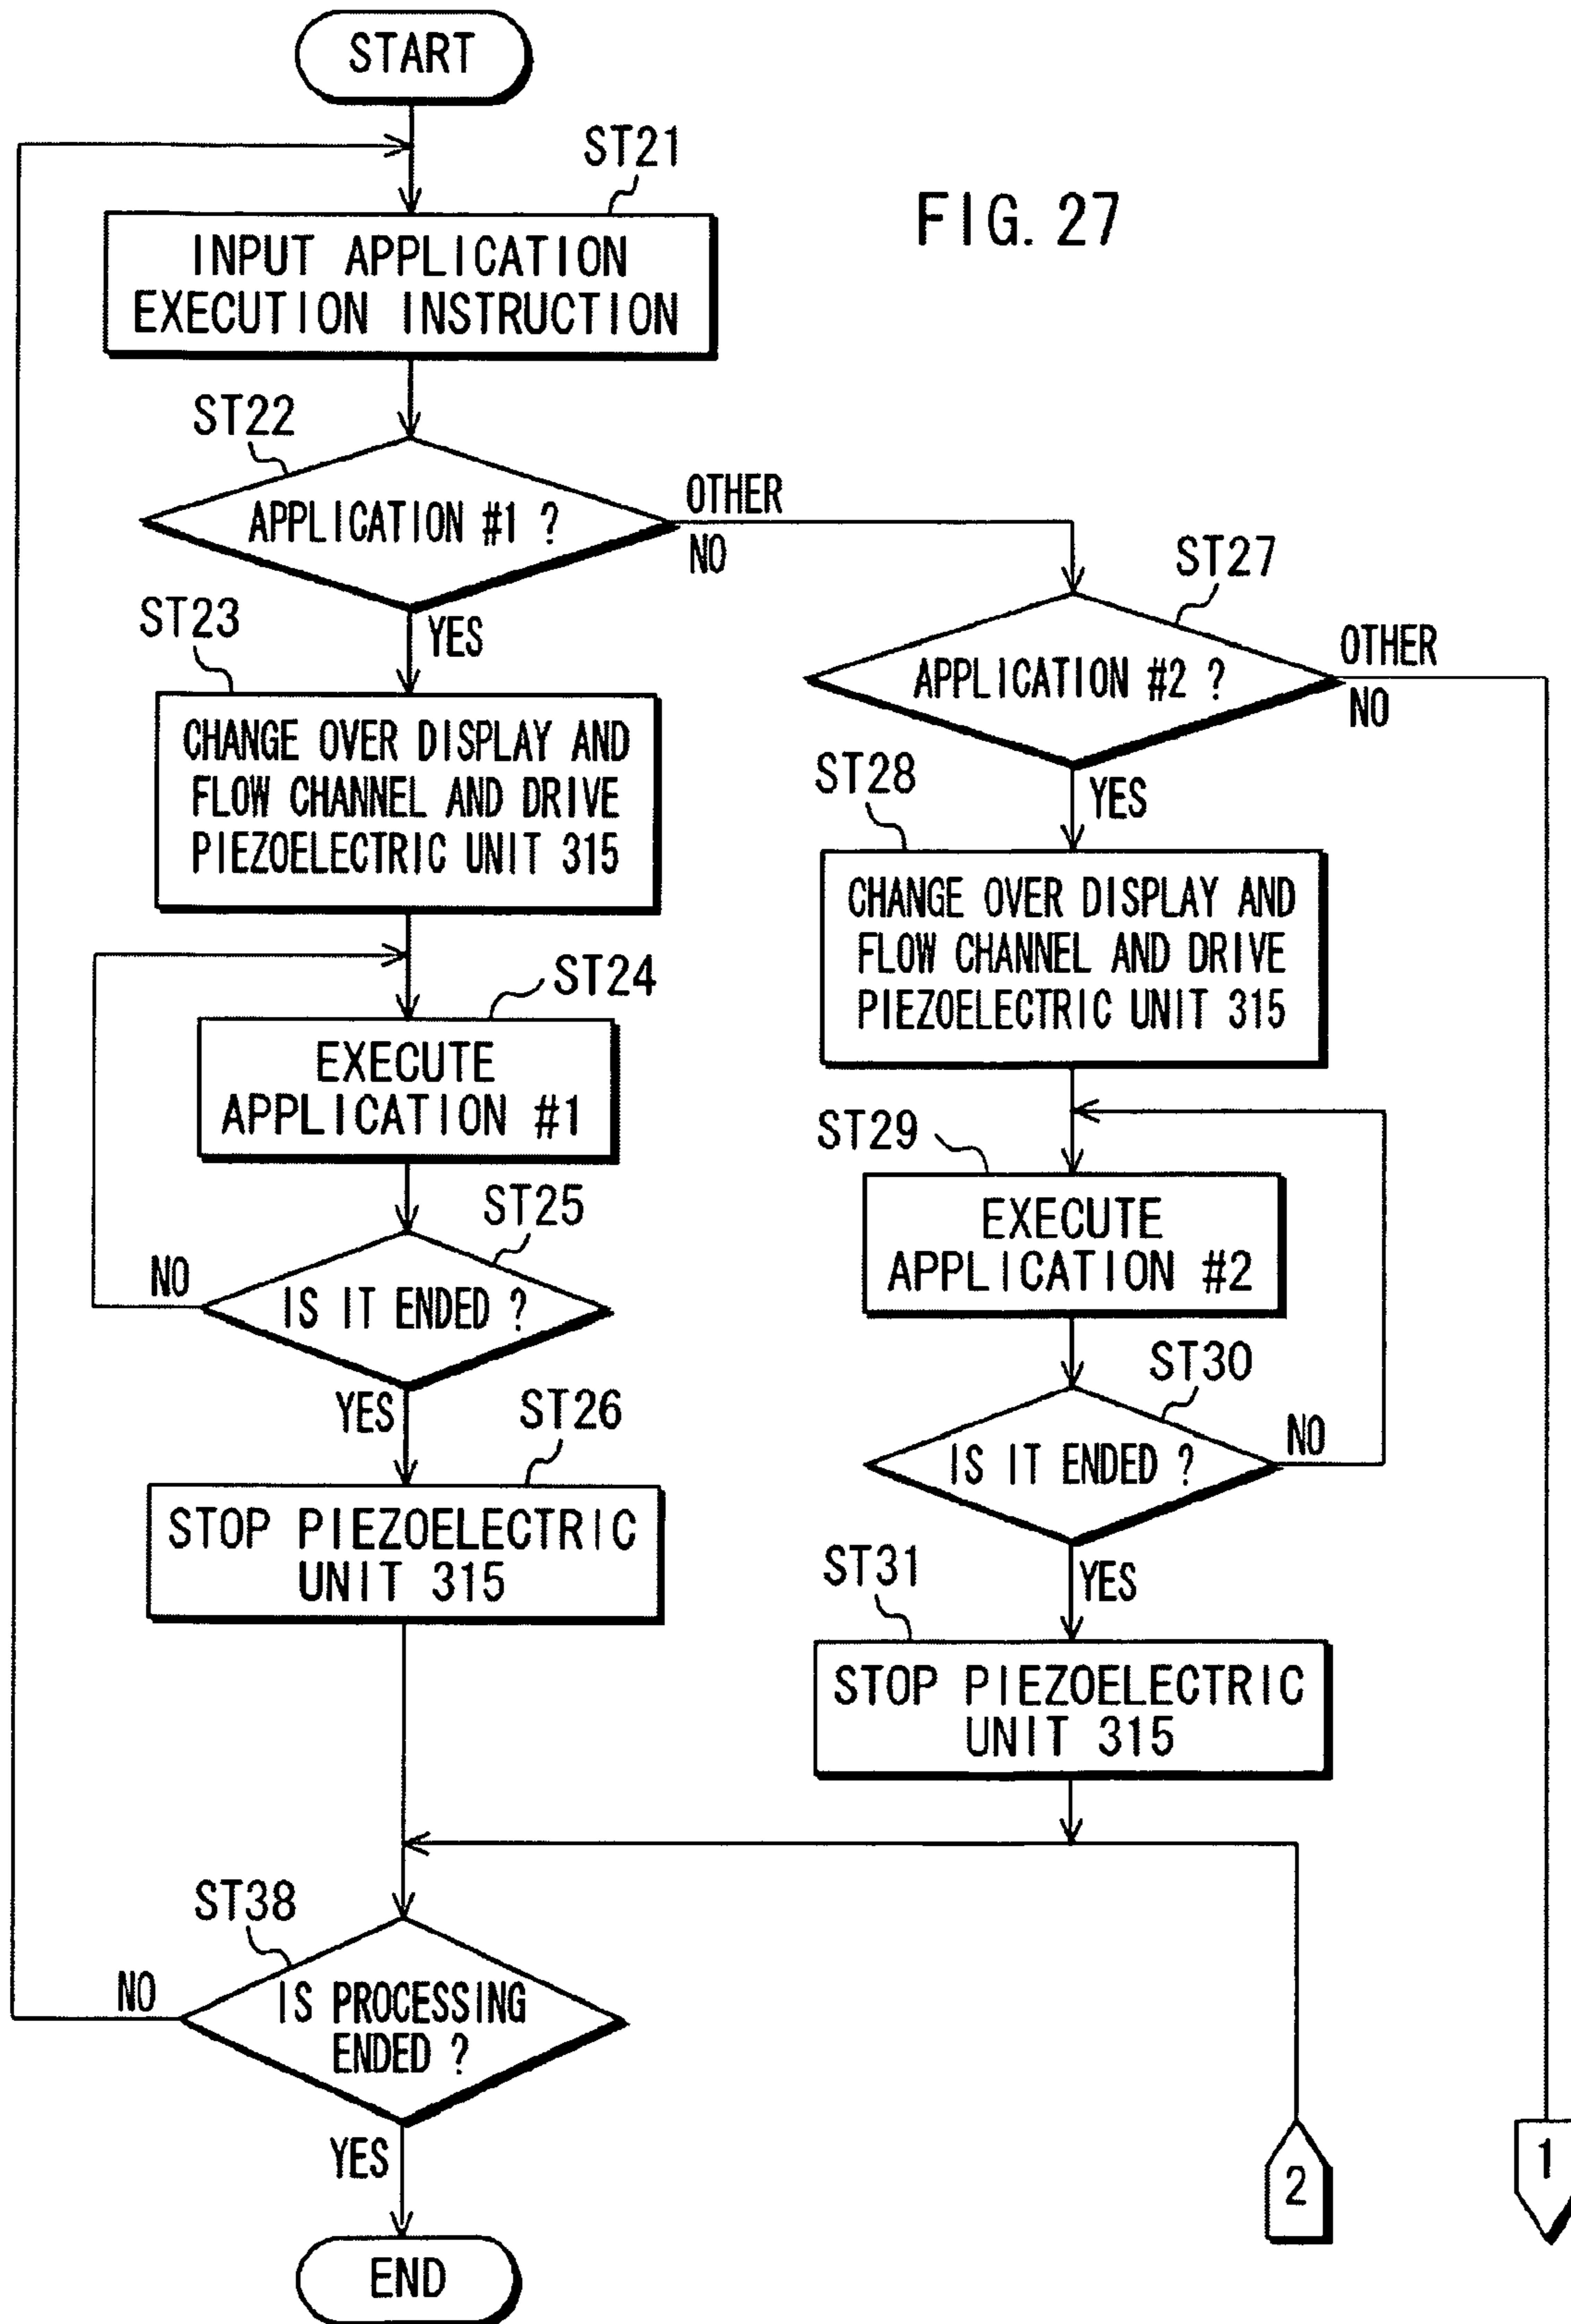 START
ST21
FIG. 27
INPUT APPLICATION
EXECUTION INSTRUCTION
ST22
APPLICATION #1 ?
OTHER
NO
YES
ST23
CHANGE OVER DISPLAY AND
FLOW CHANNEL AND DRIVE
PIEZOELECTRIC UNIT 315
ST24
EXECUTE
APPLICATION #1
ST25
IS IT ENDED ?
NO
YES
ST26
STOP PIEZOELECTRIC
UNIT 315
ST27
APPLICATION #2 ?
OTHER
NO
YES
ST28
CHANGE OVER DISPLAY AND
FLOW CHANNEL AND DRIVE
PIEZOELECTRIC UNIT 315
ST29
EXECUTE
APPLICATION #2
ST30
IS IT ENDED ?
NO
YES
ST31
STOP PIEZOELECTRIC
UNIT 315
ST38
IS PROCESSING
ENDED ?
NO
YES
END
2
1